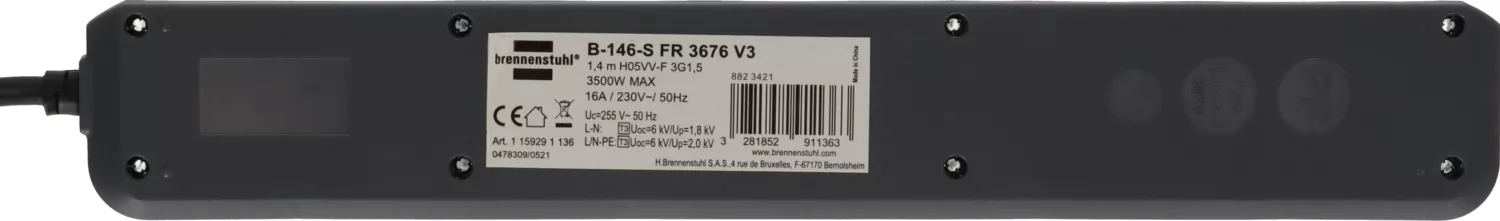 brennenstuhl®
B-146-S FR 3676 V3
1,4 m H05VV-F 3G1,5
3500W MAX
16A / 230V~/ 50Hz
Uc=255 V~ 50 Hz
L-N: T3 Uoc=6 kV/Up=1,8 kV
L/N-PE: T3 Uoc=6 kV/Up=2,0 kV
CE
Art. 1 15929 1 136
0478309/0521
882 3421
3 281852 911363
www.brennenstuhl.com
H.Brennenstuhl S.A.S.,4 rue de Bruxelles, F-67170 Bernolsheim
Made in China